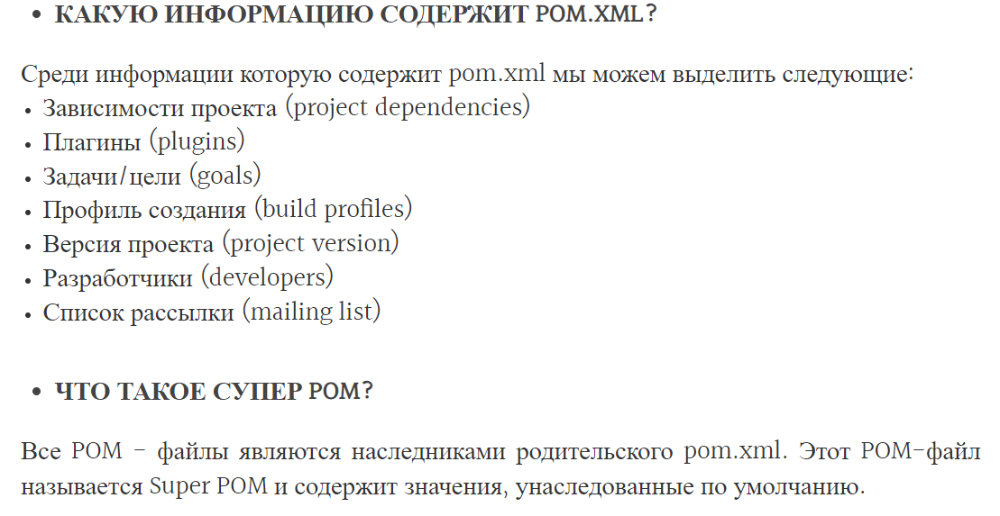 • КАКУЮ ИНФОРМАЦИЮ СОДЕРЖИТ POM.XML?
Среди информации которую содержит pom.xml мы можем выделить следующие:
• Зависимости проекта (project dependencies)
• Плагины (plugins)
• Задачи/цели (goals)
• Профиль создания (build profiles)
• Версия проекта (project version)
• Разработчики (developers)
• Список рассылки (mailing list)
• ЧТО ТАКОЕ СУПЕР POM?
Все POM – файлы являются наследниками родительского pom.xml. Этот POM–файл
называется Super POM и содержит значения, унаследованные по умолчанию.